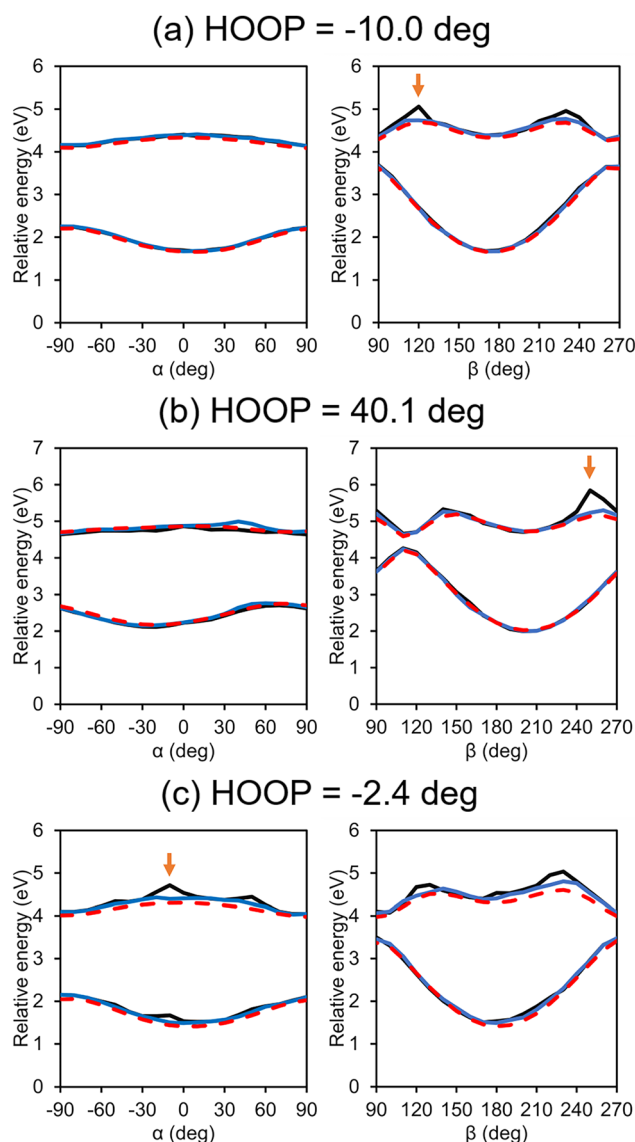 (a) HOOP = -10.0 deg
Relative energy (eV)
6
5
4
3
2
1
0
-90 -60 -30 0 30 60 90
α (deg)
Relative energy (eV)
6
5
4
3
2
1
0
90 120 150 180 210 240 270
β (deg)
(b) HOOP = 40.1 deg
Relative energy (eV)
7
6
5
4
3
2
1
0
-90 -60 -30 0 30 60 90
α (deg)
Relative energy (eV)
7
6
5
4
3
2
1
0
90 120 150 180 210 240 270
β (deg)
(c) HOOP = -2.4 deg
Relative energy (eV)
6
5
4
3
2
1
0
-90 -60 -30 0 30 60 90
α (deg)
Relative energy (eV)
6
5
4
3
2
1
0
90 120 150 180 210 240 270
β (deg)